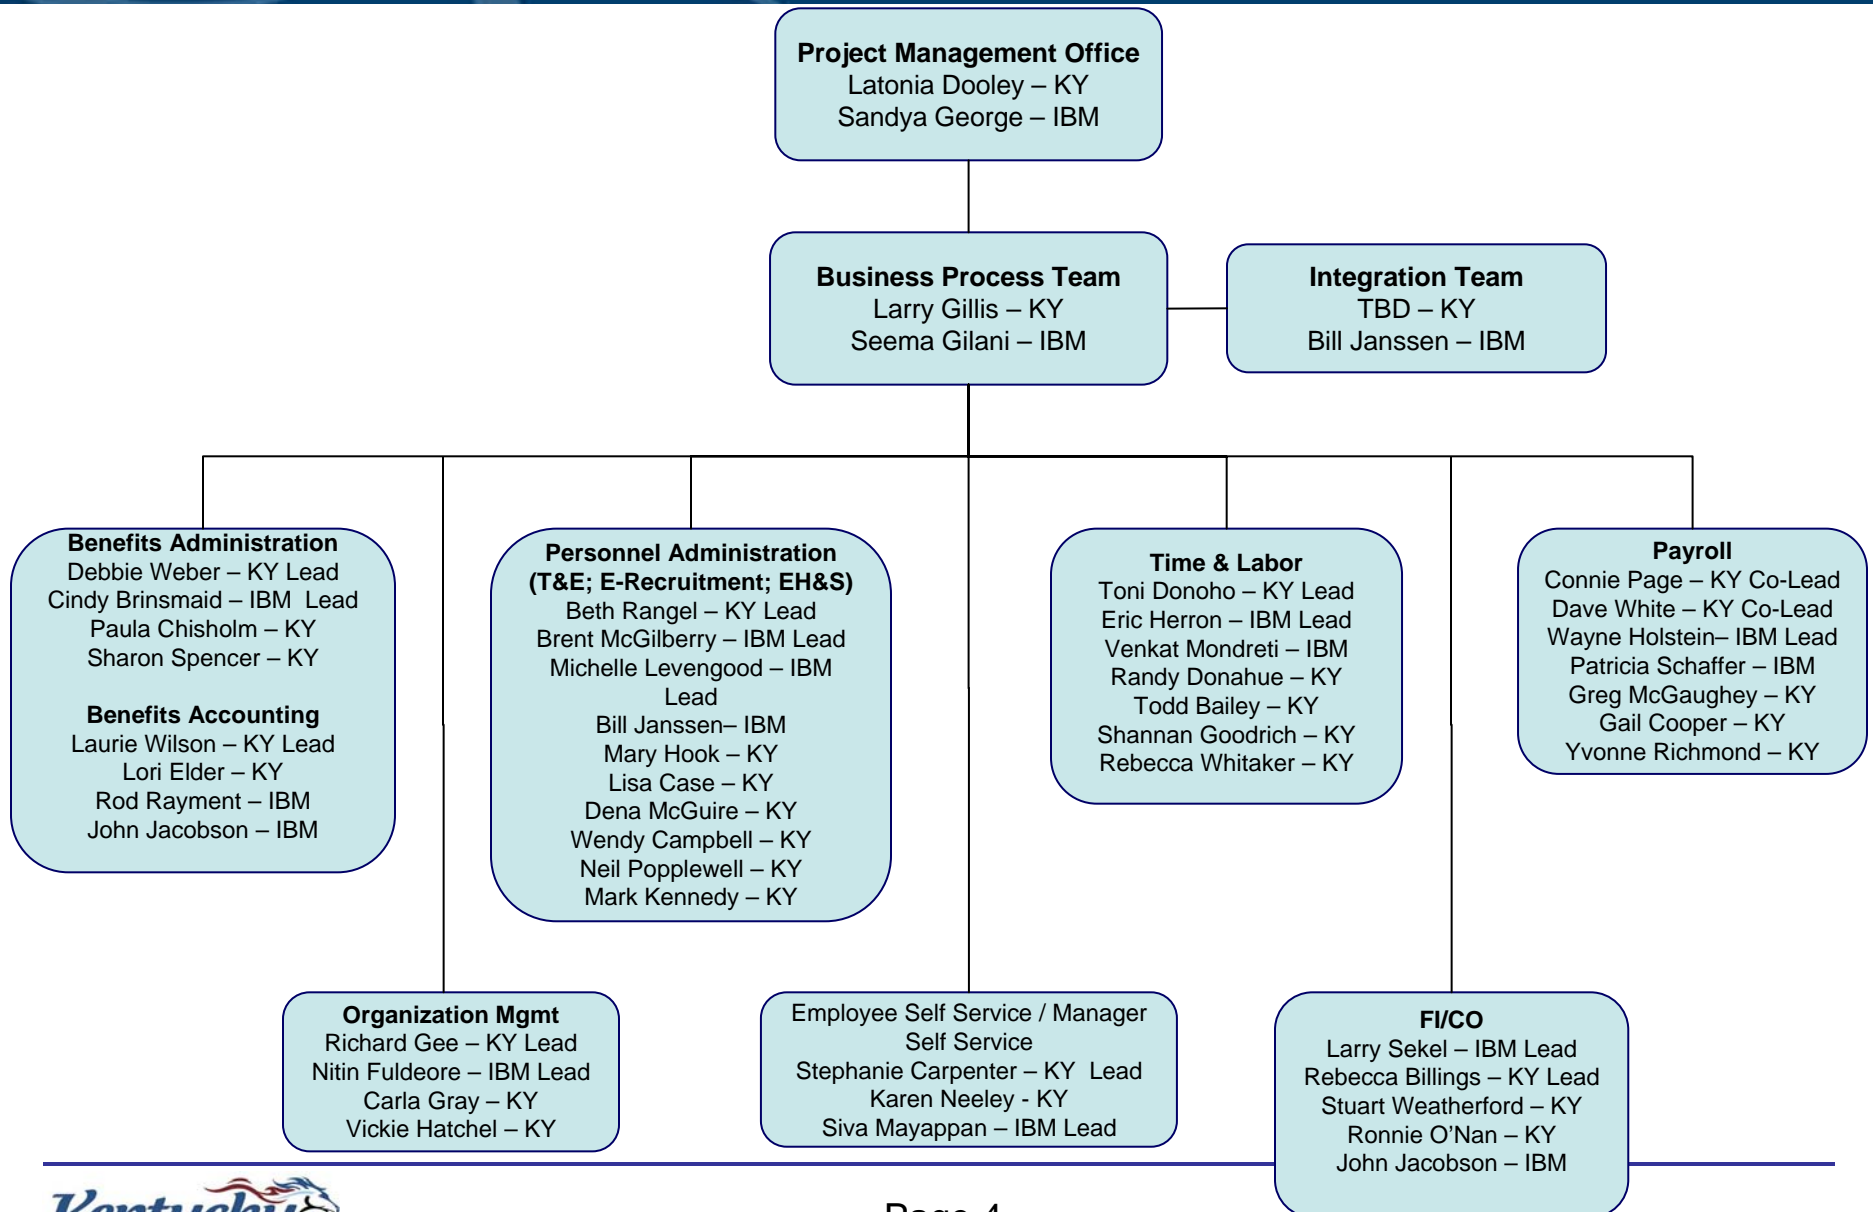 Project Management Office
Latonia Dooley – KY
Sandya George – IBM
Business Process Team
Larry Gillis – KY
Seema Gilani – IBM
Integration Team
TBD – KY
Bill Janssen – IBM
Benefits Administration
Debbie Weber – KY Lead
Cindy Brinsmaid – IBM  Lead
Paula Chisholm – KY
Sharon Spencer – KY
Benefits Accounting
Laurie Wilson – KY Lead
Lori Elder – KY
Rod Rayment – IBM
John Jacobson – IBM
Personnel Administration
(T&E; E-Recruitment; EH&S)
Beth Rangel – KY Lead
Brent McGilberry – IBM Lead
Michelle Levengood – IBM
Lead
Bill Janssen– IBM
Mary Hook – KY
Lisa Case – KY
Dena McGuire – KY
Wendy Campbell – KY
Neil Popplewell – KY
Mark Kennedy – KY
Time & Labor
Toni Donoho – KY Lead
Eric Herron – IBM Lead
Venkat Mondreti – IBM
Randy Donahue – KY
Todd Bailey – KY
Shannan Goodrich – KY
Rebecca Whitaker – KY
Payroll
Connie Page – KY Co-Lead
Dave White – KY Co-Lead
Wayne Holstein– IBM Lead
Patricia Schaffer – IBM
Greg McGaughey – KY
Gail Cooper – KY
Yvonne Richmond – KY
Organization Mgmt
Richard Gee – KY Lead
Nitin Fuldeore – IBM Lead
Carla Gray – KY
Vickie Hatchel – KY
Employee Self Service / Manager
Self Service
Stephanie Carpenter – KY  Lead
Karen Neeley - KY
Siva Mayappan – IBM Lead
FI/CO
Larry Sekel – IBM Lead
Rebecca Billings – KY Lead
Stuart Weatherford – KY
Ronnie O’Nan – KY
John Jacobson – IBM
Kentucky
Page 4